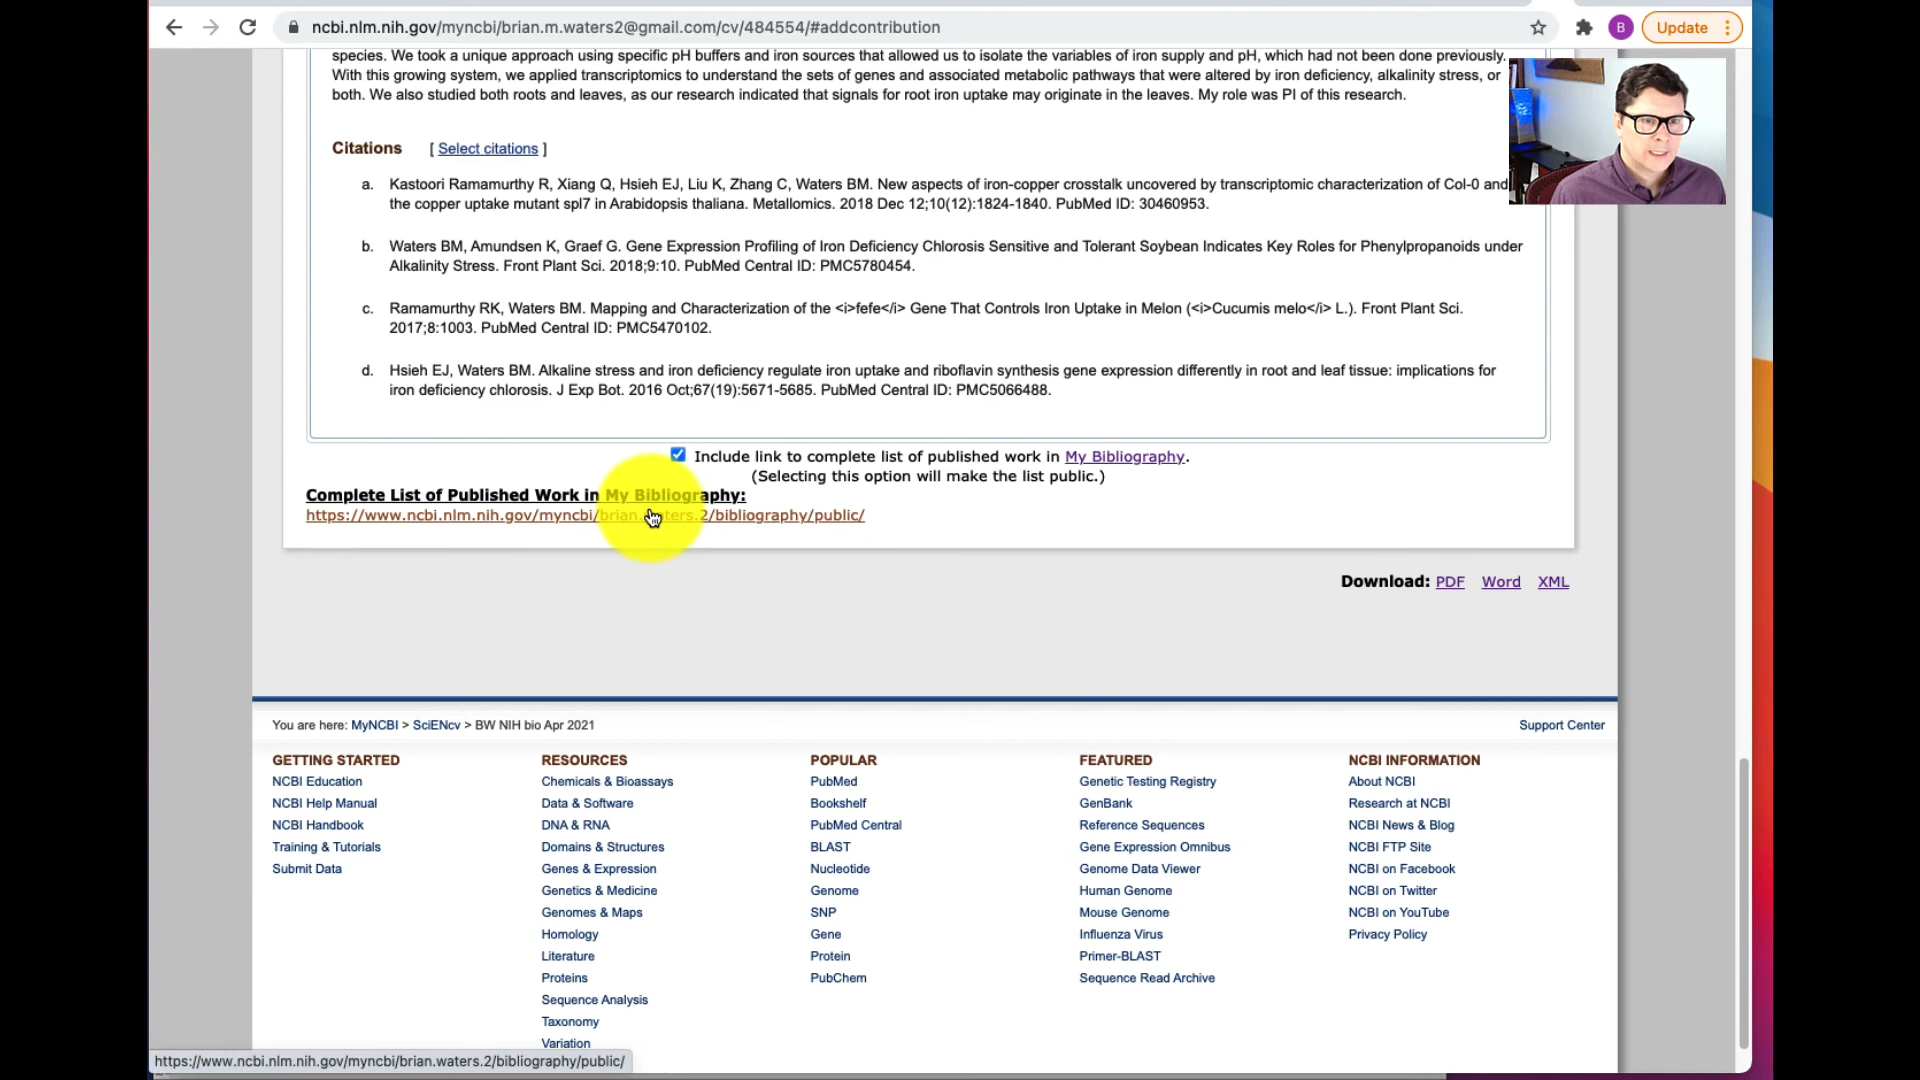 ncbi.nlm.nih.gov/myncbi/brian.m.waters2@gmail.com/cv/484554/#addcontribution
B
Update
species. We took a unique approach using specific pH buffers and iron sources that allowed us to isolate the variables of iron supply and pH, which had not been done previously.
With this growing system, we applied transcriptomics to understand the sets of genes and associated metabolic pathways that were altered by iron deficiency, alkalinity stress, or
both. We also studied both roots and leaves, as our research indicated that signals for root iron uptake may originate in the leaves. My role was PI of this research.
Citations [ Select citations ]
a. Kastoori Ramamurthy R, Xiang Q, Hsieh EJ, Liu K, Zhang C, Waters BM. New aspects of iron-copper crosstalk uncovered by transcriptomic characterization of Col-0 and
the copper uptake mutant spl7 in Arabidopsis thaliana. Metallomics. 2018 Dec 12;10(12):1824-1840. PubMed ID: 30460953.
b. Waters BM, Amundsen K, Graef G. Gene Expression Profiling of Iron Deficiency Chlorosis Sensitive and Tolerant Soybean Indicates Key Roles for Phenylpropanoids under
Alkalinity Stress. Front Plant Sci. 2018;9:10. PubMed Central ID: PMC5780454.
c. Ramamurthy RK, Waters BM. Mapping and Characterization of the <i>fefe</i> Gene That Controls Iron Uptake in Melon (<i>Cucumis melo</i> L.). Front Plant Sci.
2017;8:1003. PubMed Central ID: PMC5470102.
d. Hsieh EJ, Waters BM. Alkaline stress and iron deficiency regulate iron uptake and riboflavin synthesis gene expression differently in root and leaf tissue: implications for
iron deficiency chlorosis. J Exp Bot. 2016 Oct;67(19):5671-5685. PubMed Central ID: PMC5066488.
Include link to complete list of published work in My Bibliography.
(Selecting this option will make the list public.)
Complete List of Published Work in My Bibliography:
https://www.ncbi.nlm.nih.gov/myncbi/brian.waters.2/bibliography/public/
Download: PDF Word XML
You are here: MyNCBI > SciENcv > BW NIH bio Apr 2021
Support Center
GETTING STARTED
NCBI Education
NCBI Help Manual
NCBI Handbook
Training & Tutorials
Submit Data
RESOURCES
Chemicals & Bioassays
Data & Software
DNA & RNA
Domains & Structures
Genes & Expression
Genetics & Medicine
Genomes & Maps
Homology
Literature
Proteins
Sequence Analysis
Taxonomy
Variation
POPULAR
PubMed
Bookshelf
PubMed Central
BLAST
Nucleotide
Genome
SNP
Gene
Protein
PubChem
FEATURED
Genetic Testing Registry
GenBank
Reference Sequences
Gene Expression Omnibus
Genome Data Viewer
Human Genome
Mouse Genome
Influenza Virus
Primer-BLAST
Sequence Read Archive
NCBI INFORMATION
About NCBI
Research at NCBI
NCBI News & Blog
NCBI FTP Site
NCBI on Facebook
NCBI on Twitter
NCBI on YouTube
Privacy Policy
https://www.ncbi.nlm.nih.gov/myncbi/brian.waters.2/bibliography/public/